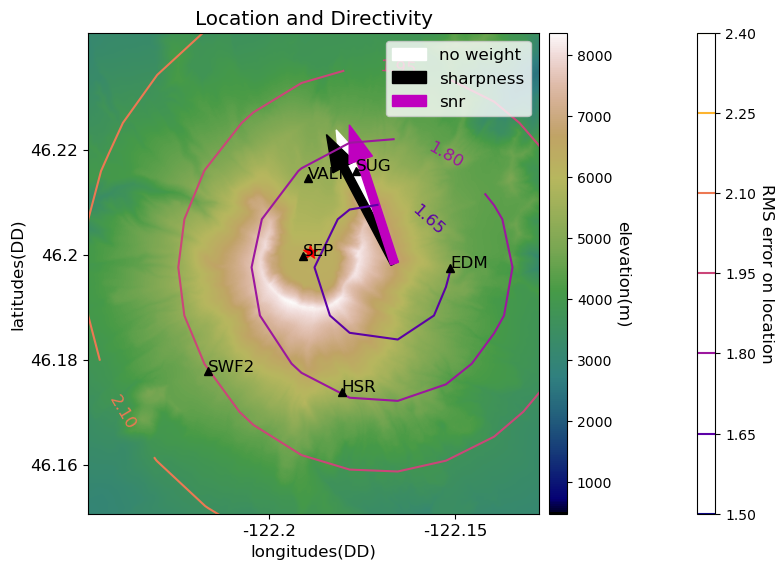 Location and Directivity
no weight
sharpness
snr
8000
7000
6000
5000
4000
3000
2000
1000
elevation(m)
2.40
2.25
2.10
1.95
1.80
1.65
1.50
RMS error on location
46.22
46.2
46.18
46.16
latitudes(DD)
SUG
SEP
EDM
SWF2
HSR
1.80
1.65
2.10
-122.2
-122.15
longitudes(DD)